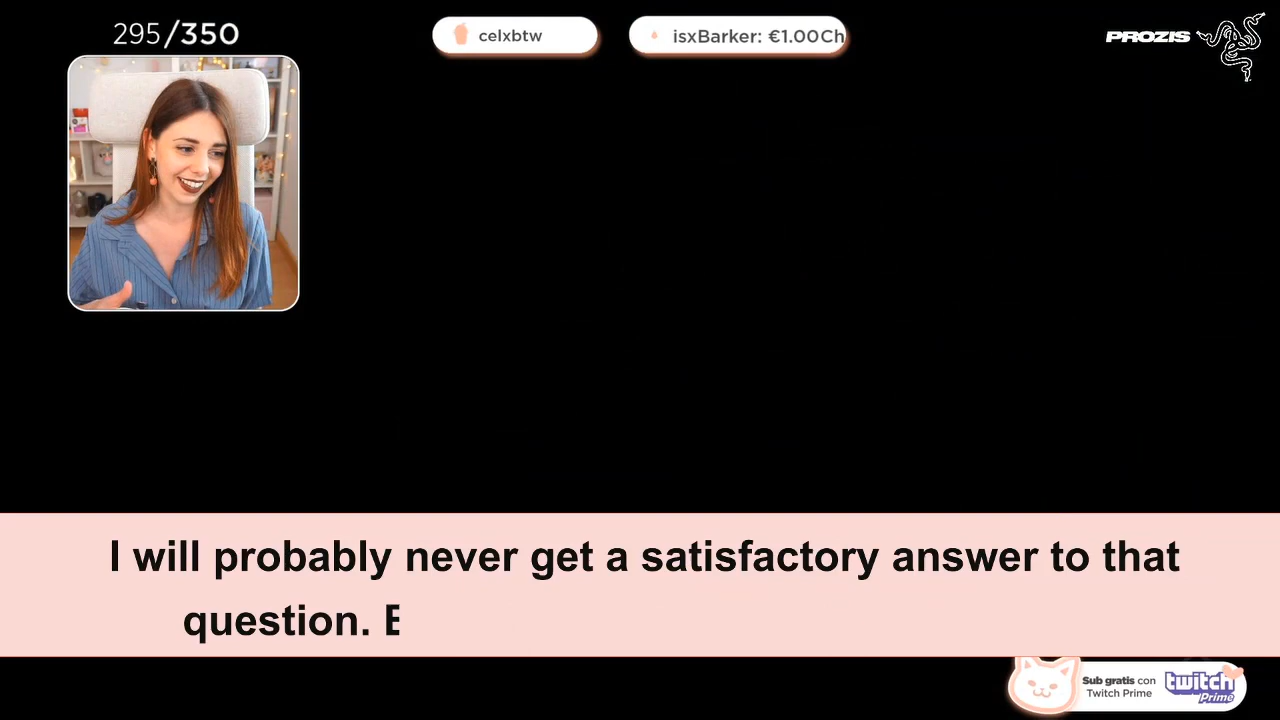 295/350
celxbtw
isxBarker: €1.00Ch
PROZIS
I will probably never get a satisfactory answer to that
question.
Sub gratis con
Twitch Prime
twitch
Prime